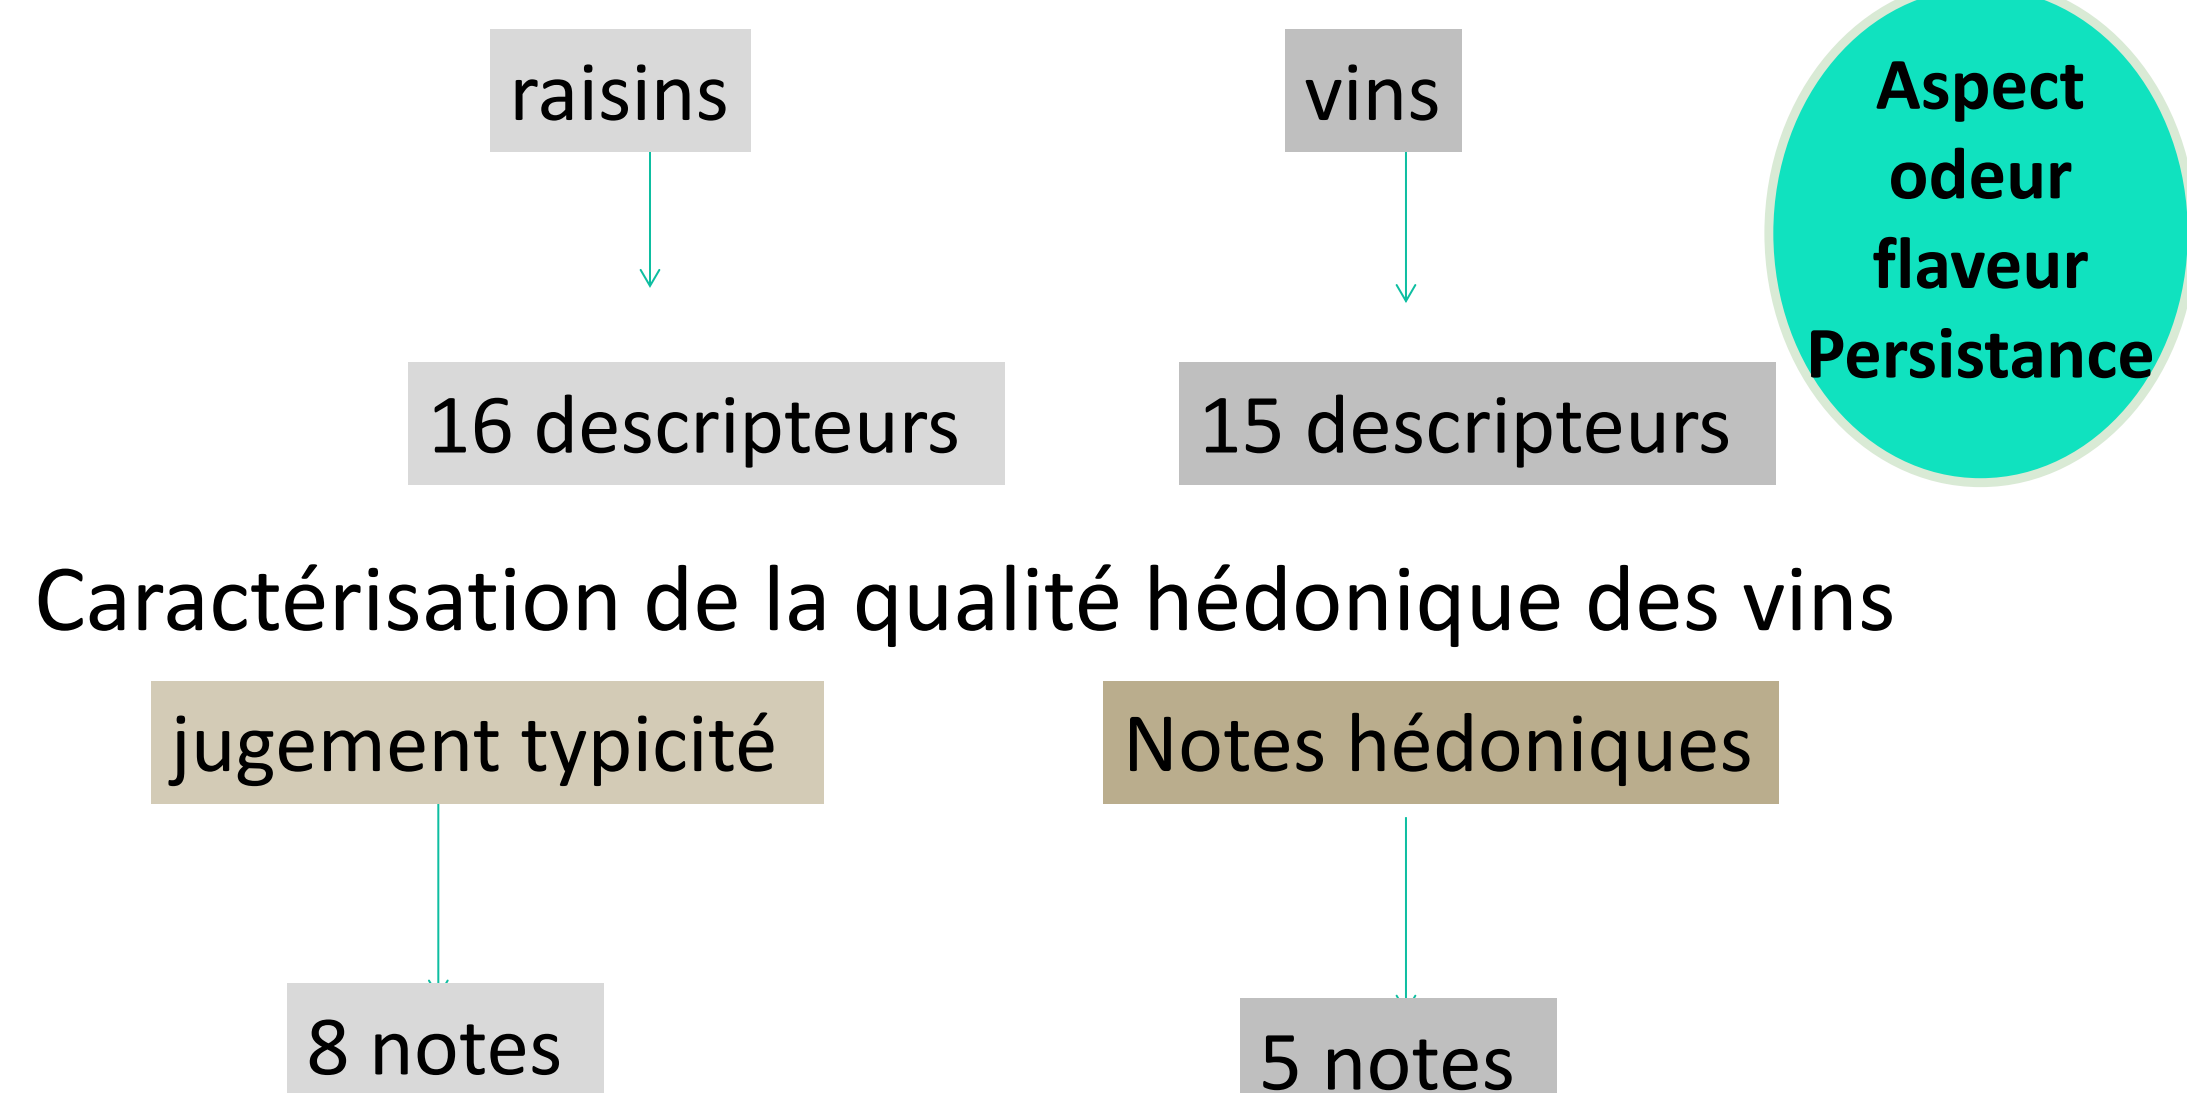 raisins
vins
Aspect
odeur
flaveur
Persistance
16 descripteurs
15 descripteurs
Caractérisation de la qualité hédonique des vins
jugement typicité
Notes hédoniques
8 notes
5 notes